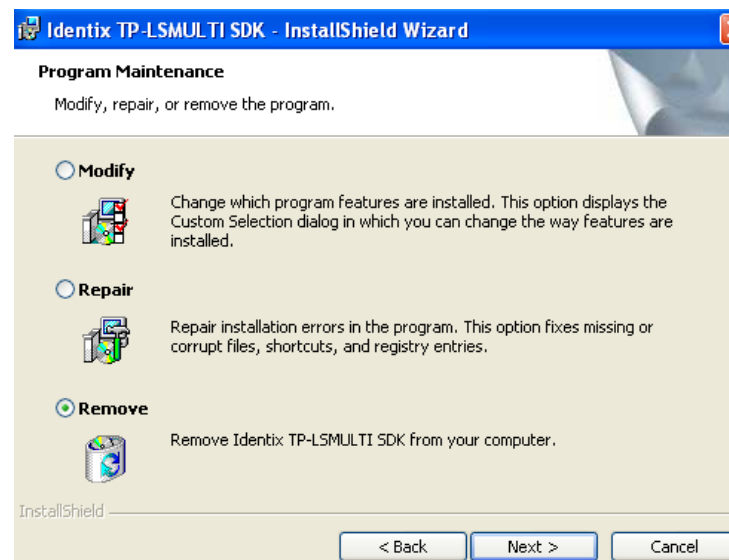 Identix TP-LSMULTI SDK - InstallShield Wizard
Program Maintenance
Modify, repair, or remove the program.
Modify
Change which program features are installed. This option displays the
Custom Selection dialog in which you can change the way features are
installed.
Repair
Repair installation errors in the program. This option fixes missing or
corrupt files, shortcuts, and registry entries.
Remove
Remove Identix TP-LSMULTI SDK from your computer.
InstallShield
< Back
Next >
Cancel